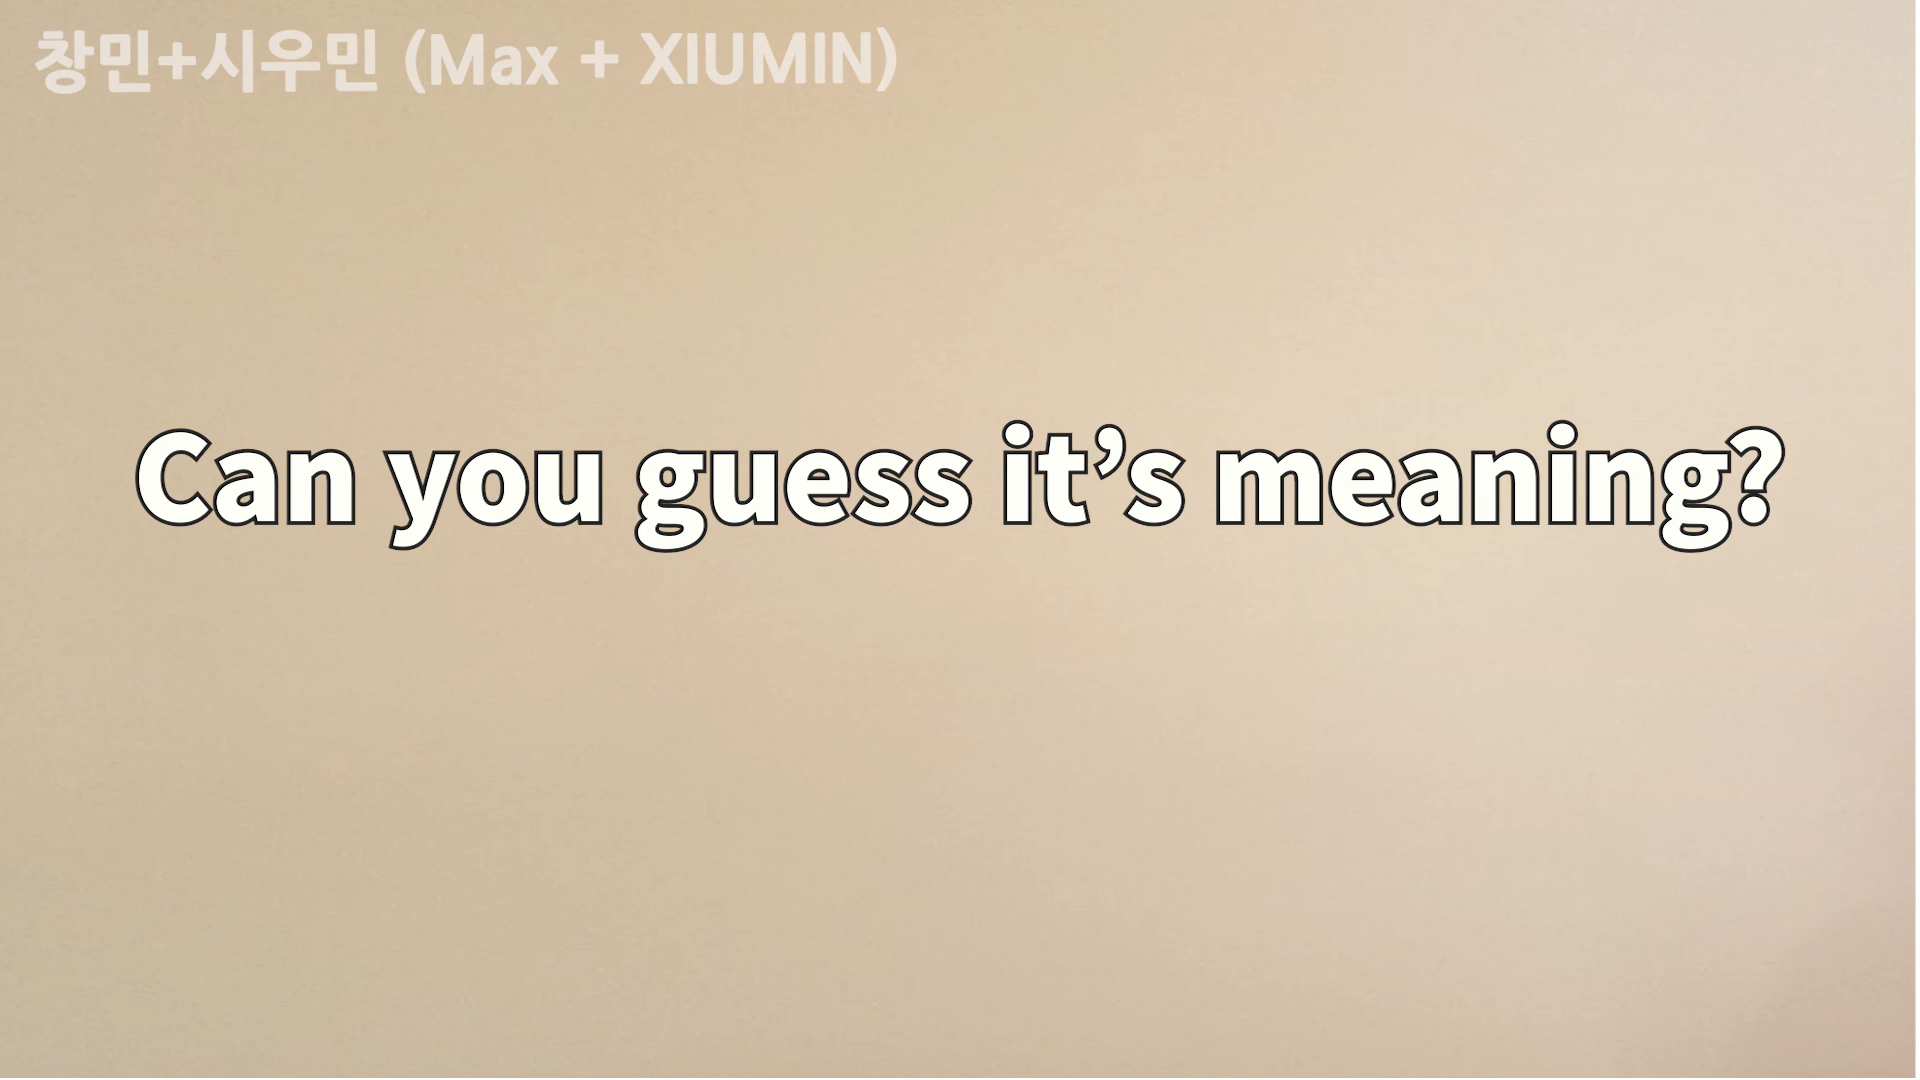 창민+시우민 (Max + XIUMIN)
Can you guess it’s meaning?